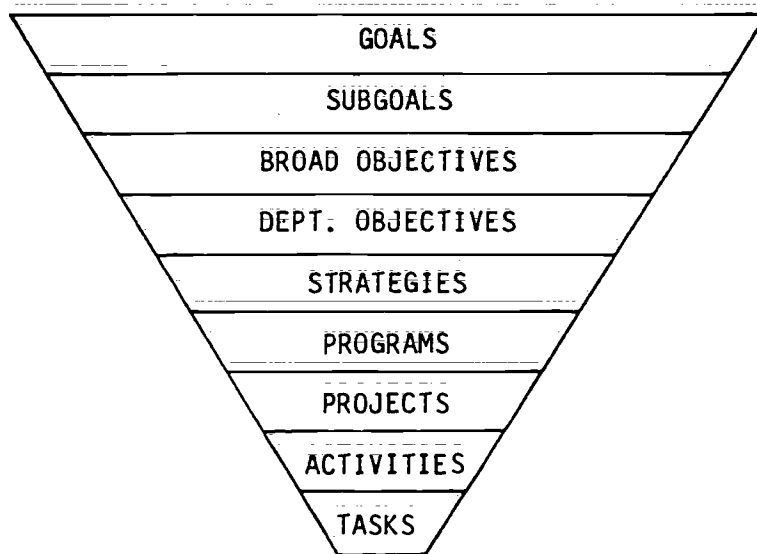 GOALS
SUBGOALS
BROAD OBJECTIVES
DEPT. OBJECTIVES
STRATEGIES
PROGRAMS
PROJECTS
ACTIVITIES
TASKS